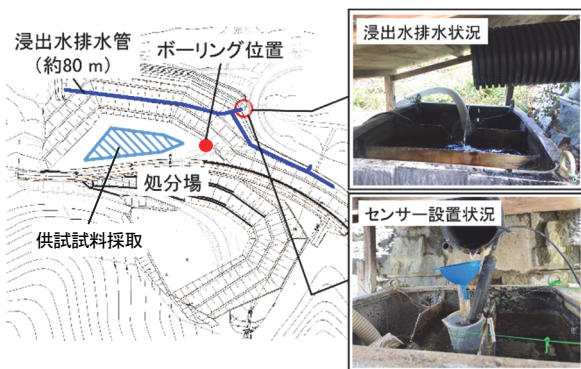 浸出水排水管
（約80 m）
ボーリング位置
処分場
供試試料採取
浸出水排水状況
センサー設置状況